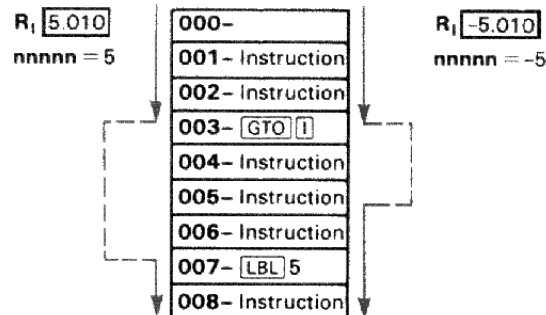 R_I 5.010
nnnnn = 5
000–
001– Instruction
002– Instruction
003– GTO I
004– Instruction
005– Instruction
006– Instruction
007– LBL 5
008– Instruction
R_I -5.010
nnnnn = -5